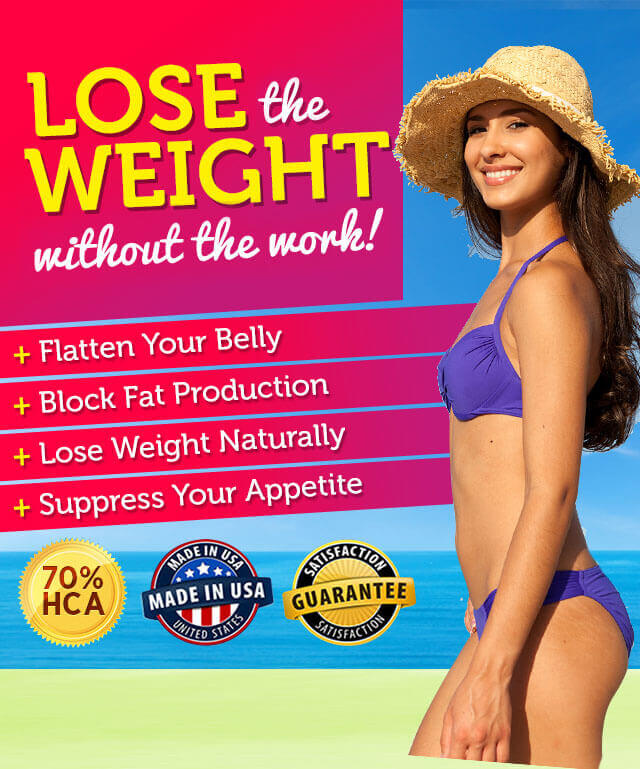 LOSE the
WEIGHT
without the work!
+ Flatten Your Belly
+ Block Fat Production
+ Lose Weight Naturally
+ Suppress Your Appetite
70%
HCA
MADE IN USA
MADE IN USA
UNITED STATES
SATISFACTION
GUARANTEE
SATISFACTION